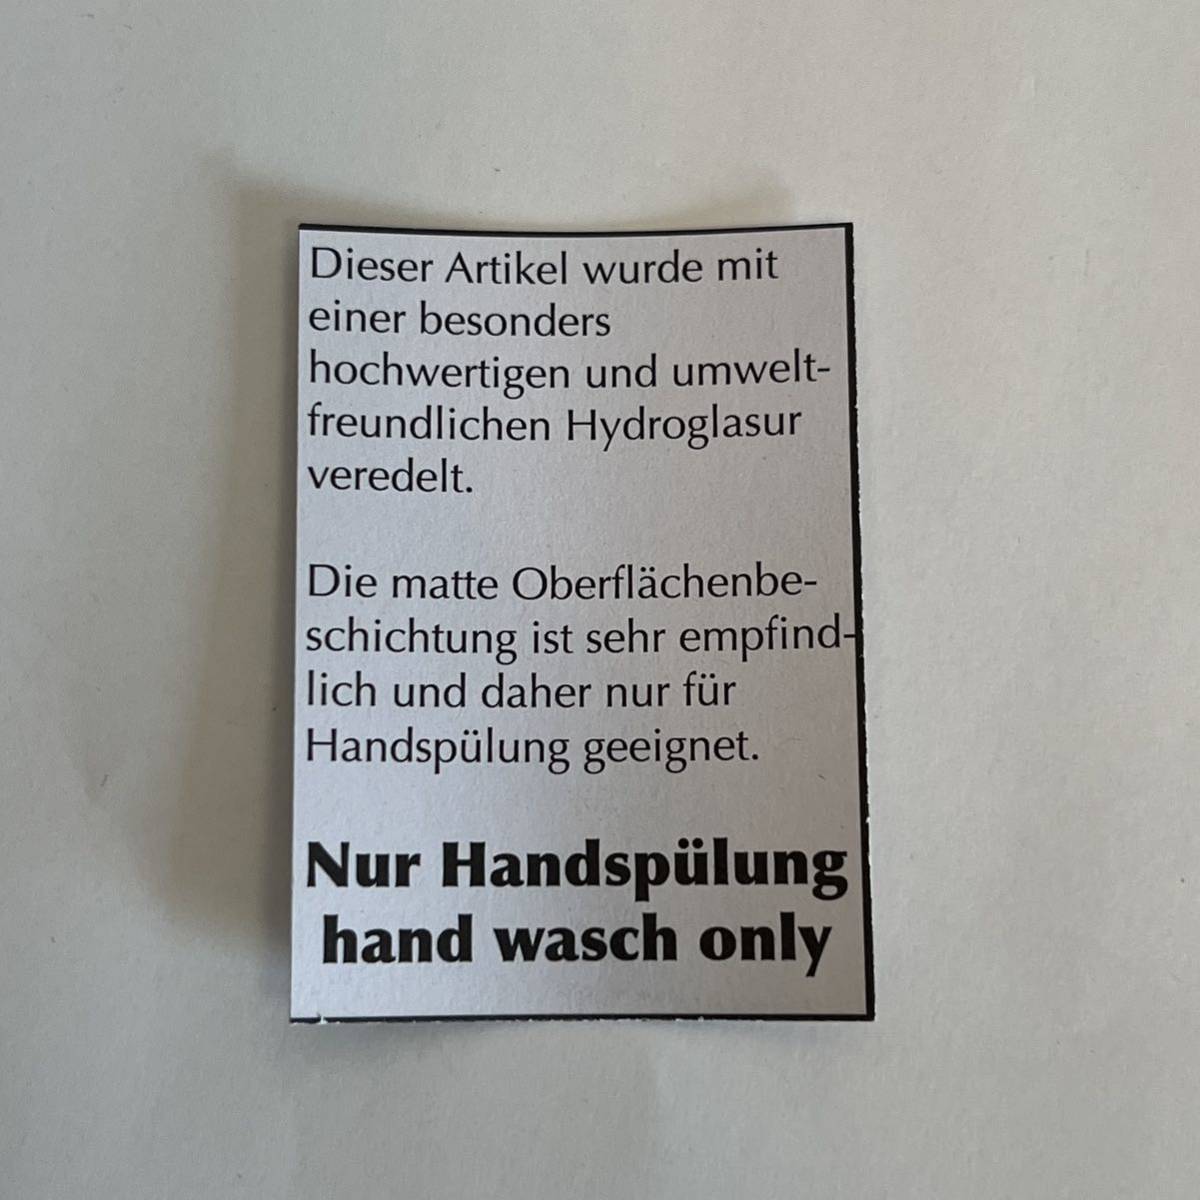 Dieser Artikel wurde mit
einer besonders
hochwertigen und umwelt-
freundlichen Hydroglasur
veredelt.
Die matte Oberflächenbe-
schichtung ist sehr empfind-
lich und daher nur für
Handspülung geeignet.
Nur Handspülung
hand wasch only